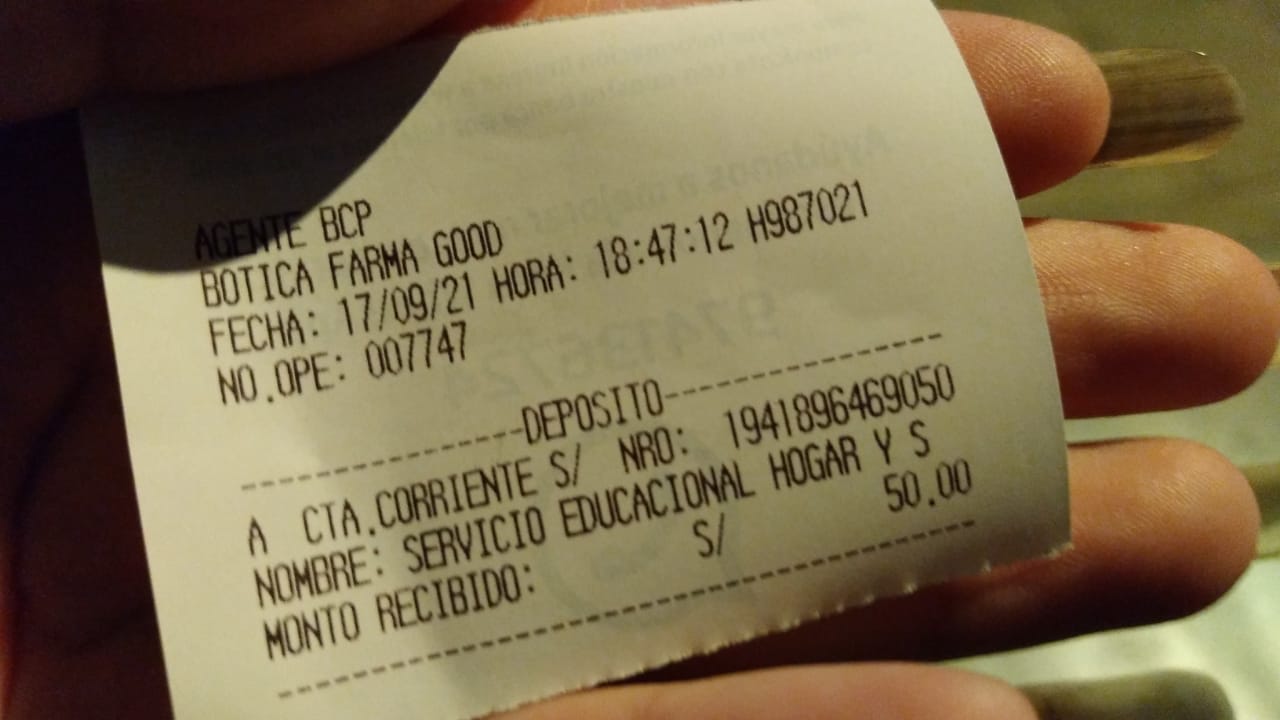 AGENTE BCP
BOTICA FARMA GOOD
FECHA: 17/09/21 HORA: 18:47:12 H987021
NO.OPE: 007747
-------------DEPOSITO-------------
A CTA.CORRIENTE S/ NRO: 1941896469050
NOMBRE: SERVICIO EDUCACIONAL HOGAR Y S
MONTO RECIBIDO: S/ 50.00
----------------------------------